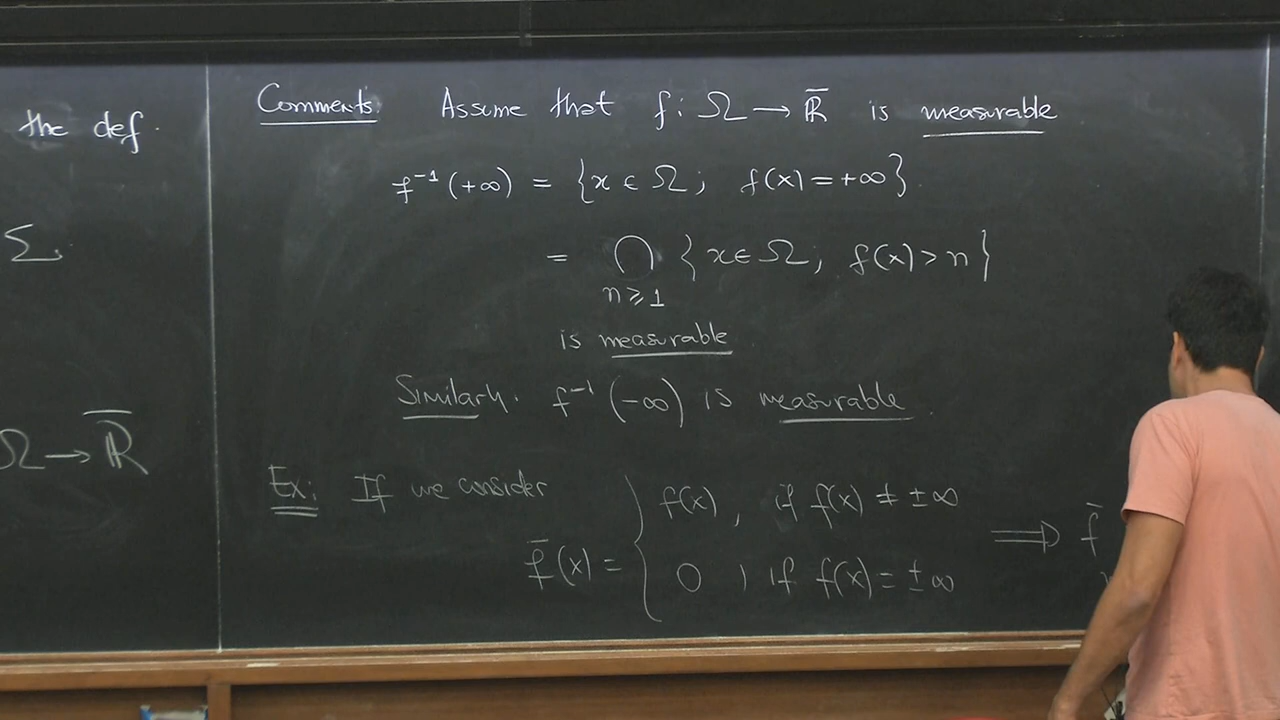 the def.
Σ.
Ω → ℝ̅
Comments: Assume that f: Ω → ℝ̅ is measurable
f⁻¹(+∞) = {x ∈ Ω; f(x) = +∞}.
= ⋂ {x ∈ Ω; f(x) > n}
n ≥ 1
is measurable
Similarly. f⁻¹(-∞) is measurable.
Ex: If we consider
f(x), if f(x) ≠ ±∞
f̄(x) = {
⟹ f̄
0, if f(x) = ±∞